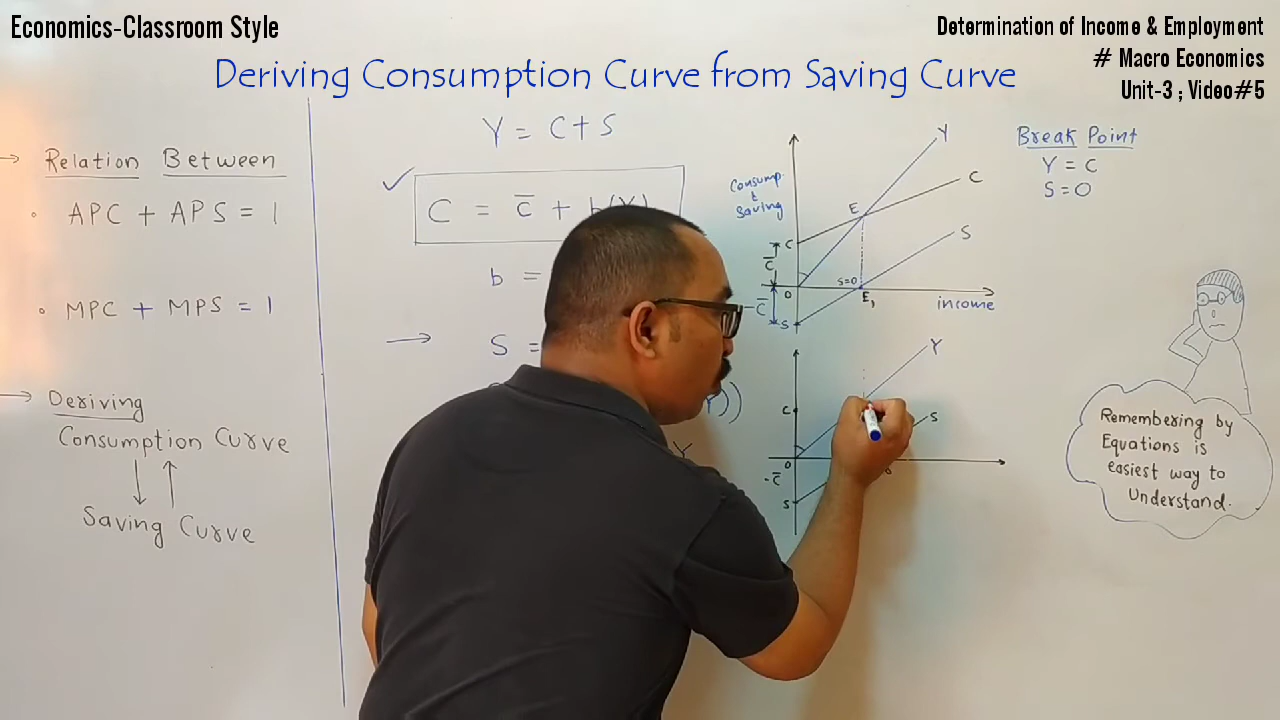 Economics-Classroom Style
Determination of Income & Employment
# Macro Economics
Unit-3 ; Video#5
Deriving Consumption Curve from Saving Curve
→ Relation Between
• APC + APS = 1
• MPC + MPS = 1
→ Deriving
Consumption Curve
↓ ↑
Saving Curve
Y = C + S
✓ C = c̅ + b(Y)
b =
→ S =
Y))
Y
Consump.
&
Saving
Y
C
E
S
C
C̅
O
S=0
E₁
income
-C̅
S
Y
C
S
O
-C̅
S
Break Point
Y = C
S = O
Remembering by
Equations is
easiest way to
Understand.